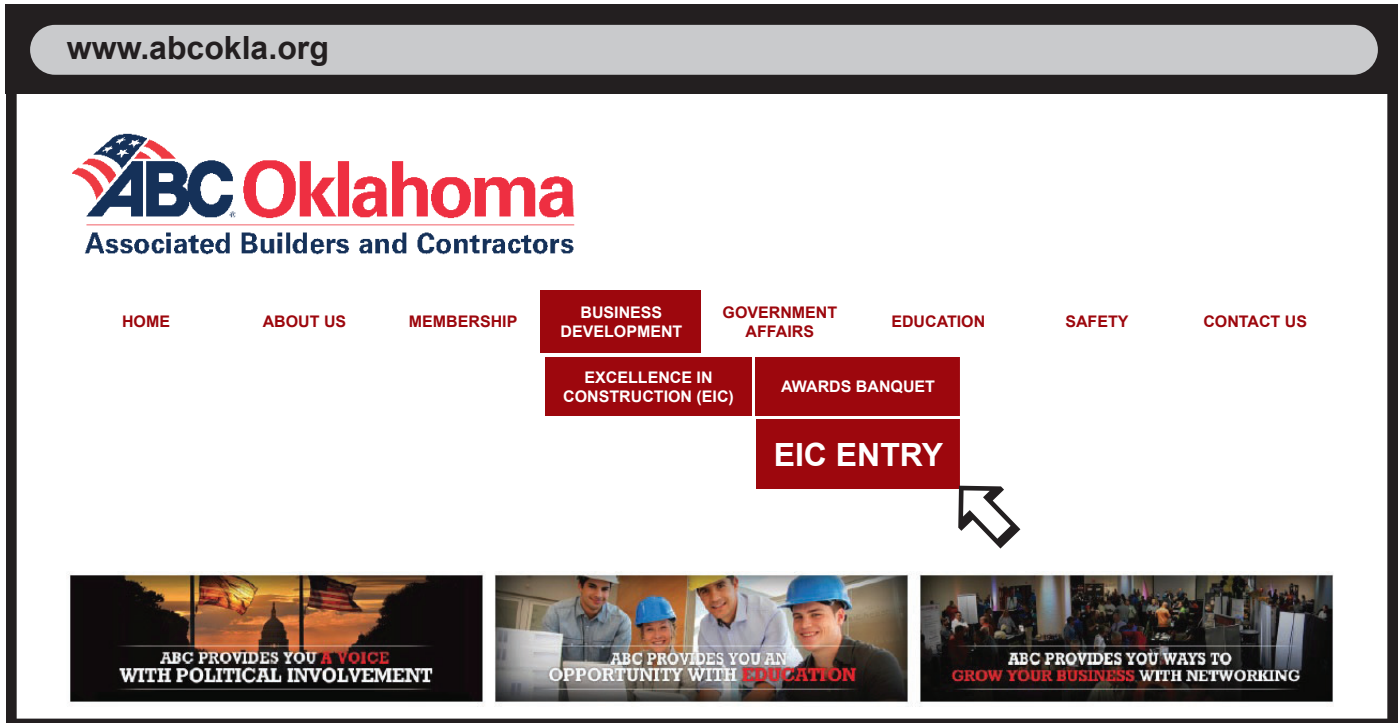 www.abcokla.org
ABC Oklahoma
Associated Builders and Contractors
HOME
ABOUT US
MEMBERSHIP
BUSINESS
DEVELOPMENT
GOVERNMENT
AFFAIRS
EDUCATION
SAFETY
CONTACT US
EXCELLENCE IN
CONSTRUCTION (EIC)
AWARDS BANQUET
EIC ENTRY
ABC PROVIDES YOU A VOICE
WITH POLITICAL INVOLVEMENT
ABC PROVIDES YOU AN
OPPORTUNITY WITH EDUCATION
ABC PROVIDES YOU WAYS TO
GROW YOUR BUSINESS WITH NETWORKING